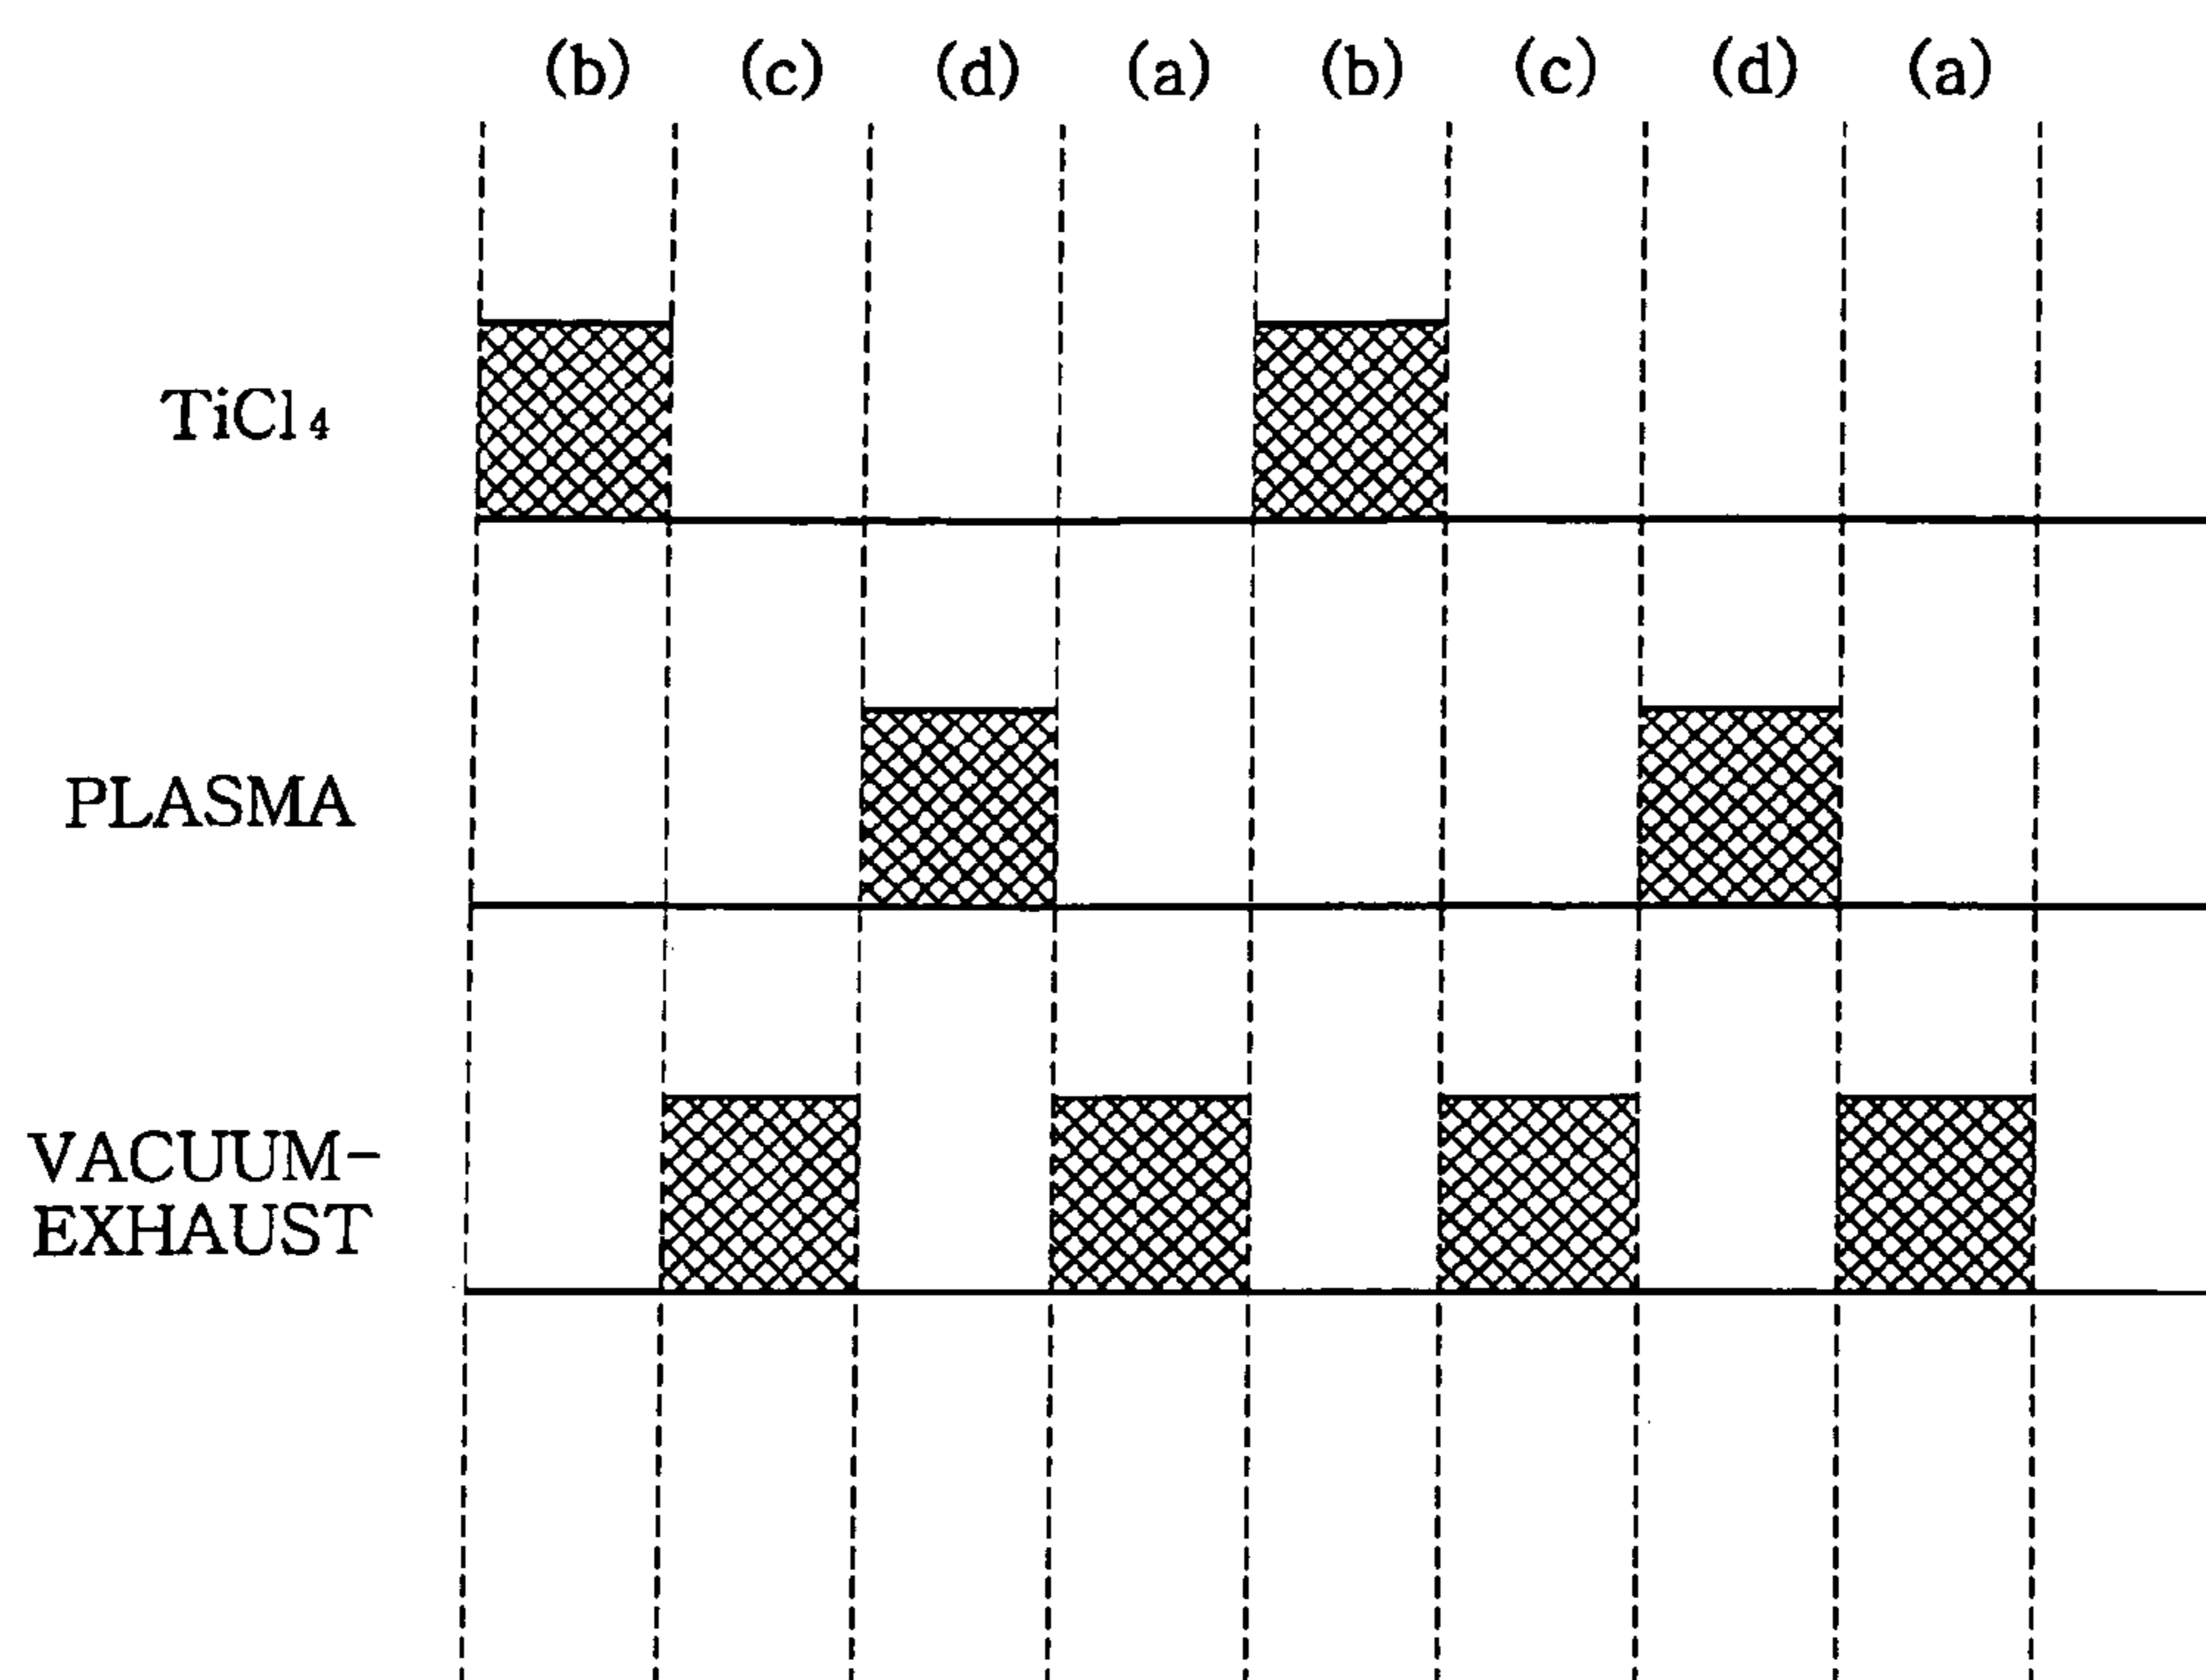 (b) (c) (d) (a) (b) (c) (d) (a)
TiCl4
PLASMA
VACUUM-
EXHAUST